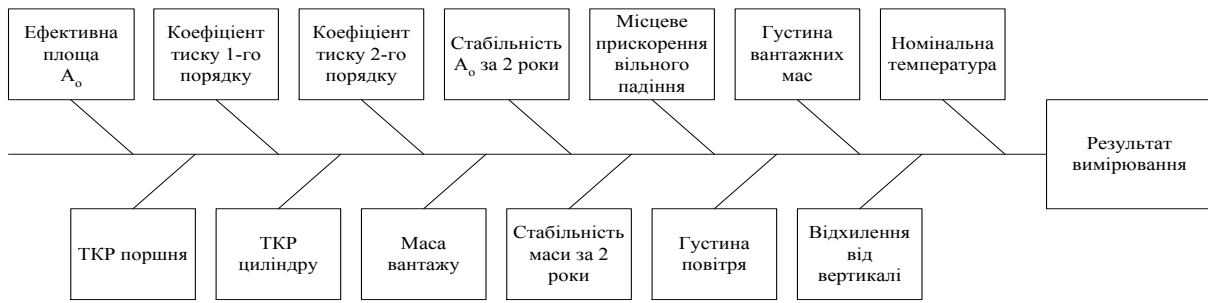 Ефективна
площа
Aₒ
Коефіцієнт
тиску 1-го
порядку
Коефіцієнт
тиску 2-го
порядку
Стабільність
Aₒ за 2 роки
Місцеве
прискорення
вільного
падіння
Густина
вантажних
мас
Номінальна
температура
Результат
вимірювання
ТКР поршня
ТКР
циліндру
Маса
вантажу
Стабільність
маси за 2
роки
Густина
повітря
Відхилення
від
вертикалі